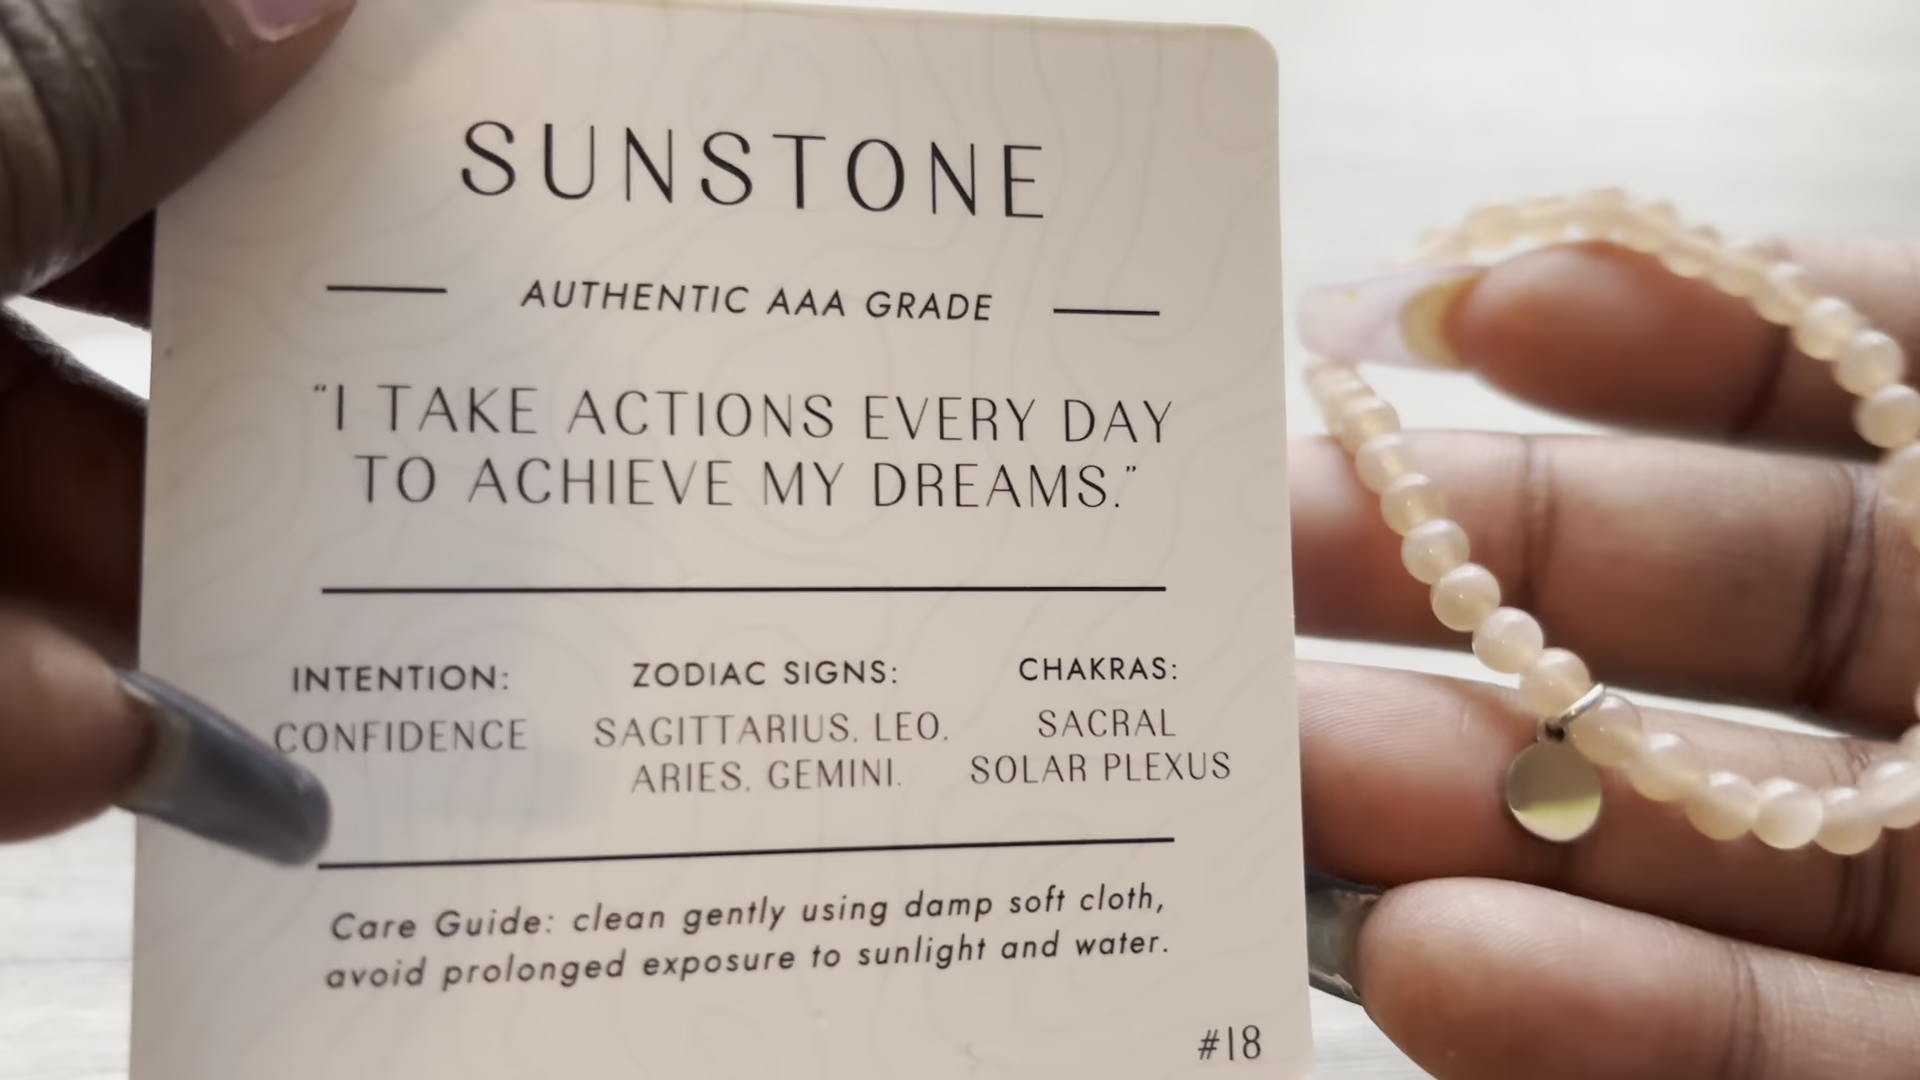 SUNSTONE
AUTHENTIC AAA GRADE
"I TAKE ACTIONS EVERY DAY
TO ACHIEVE MY DREAMS."
INTENTION:
CONFIDENCE
ZODIAC SIGNS:
SAGITTARIUS, LEO,
ARIES, GEMINI.
CHAKRAS:
SACRAL
SOLAR PLEXUS
Care Guide: clean gently using damp soft cloth,
avoid prolonged exposure to sunlight and water.
#18